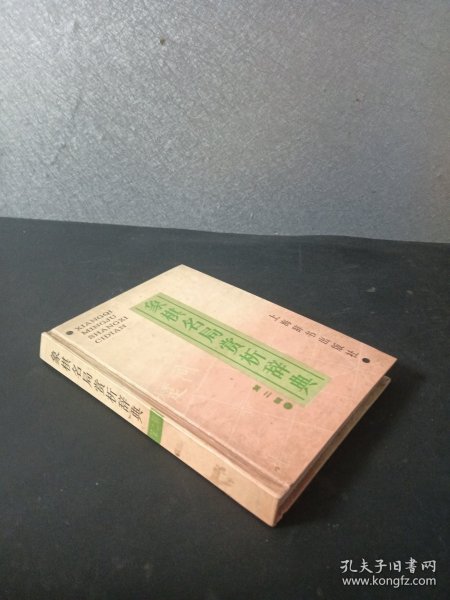 XIANGQI
MINGJU
SHANGXI
CIDIAN
象棋名局赏析辞典
第二辑
上海辞书出版社
象棋名局赏析辞典
孔夫子旧书网
www.kongfz.com